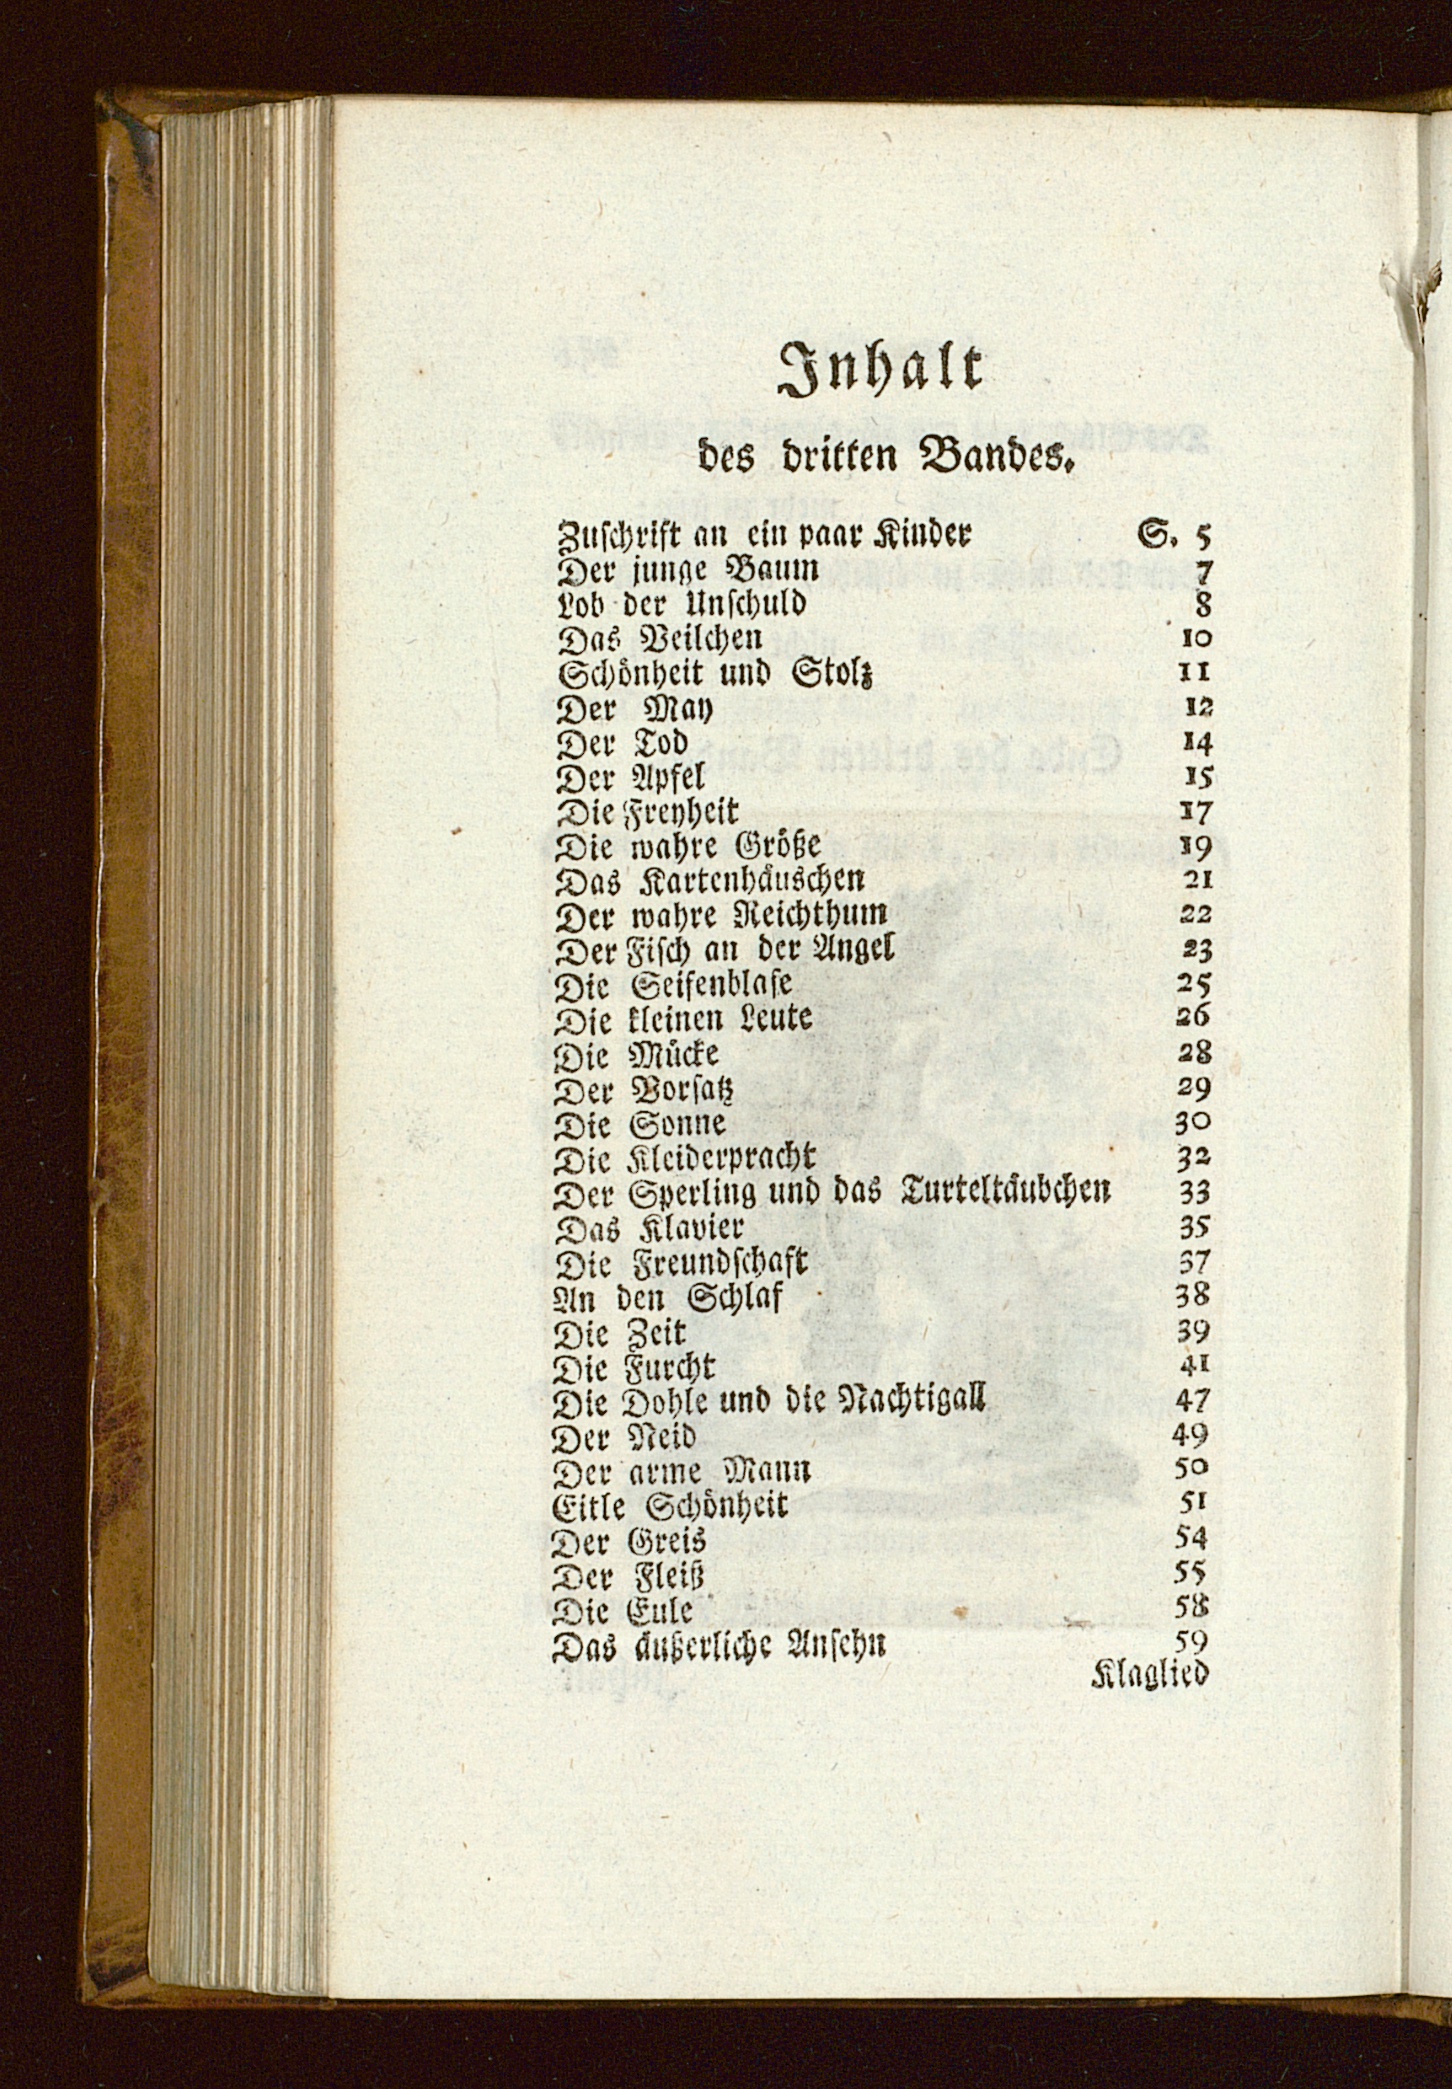 Inhalt
des dritten Bandes.
Zuschrift an ein paar Kinder S. 5
Der junge Baum 7
Lob der Unschuld 8
Das Veilchen 10
Schönheit und Stolz 11
Der May 12
Der Tod 14
Der Apfel 15
Die Freyheit 17
Die wahre Größe 19
Das Kartenhäuschen 21
Der wahre Reichthum 22
Der Fisch an der Angel 23
Die Seifenblase 25
Die kleinen Leute 26
Die Mücke 28
Der Vorsatz 29
Die Sonne 30
Die Kleiderpracht 32
Der Sperling und das Turteltäubchen 33
Das Klavier 35
Die Freundschaft 37
An den Schlaf 38
Die Zeit 39
Die Furcht 41
Die Dohle und die Nachtigall 47
Der Neid 49
Der arme Mann 50
Eitle Schönheit 51
Der Greis 54
Der Fleiß 55
Die Eule 58
Das äußerliche Ansehn 59
Klaglied